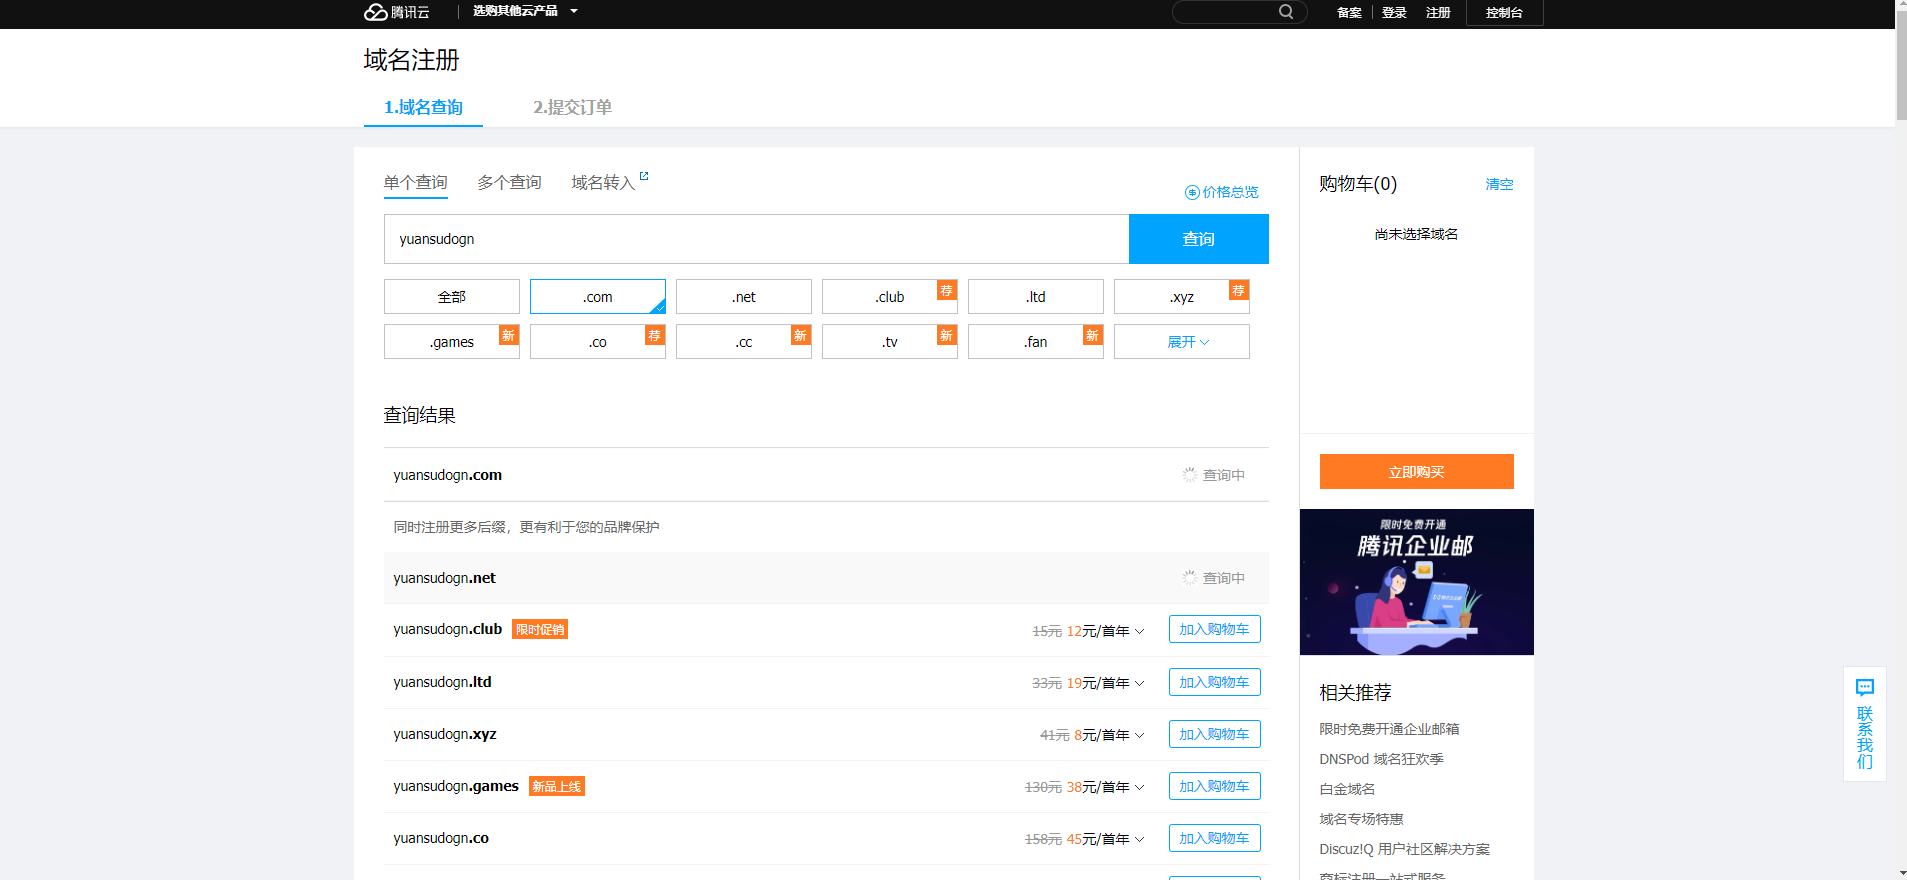 腾讯云 选购其他云产品 备案 登录 注册 控制台
域名注册
1.域名查询 2.提交订单
单个查询 多个查询 域名转入
价格总览
yuansudogn 查询
全部 .com .net .club 荐 .ltd .xyz 荐
.games 新 .co 荐 .cc 新 .tv 新 .fan 新 展开
查询结果
yuansudogn.com 查询中
同时注册更多后缀，更有利于您的品牌保护
yuansudogn.net 查询中
yuansudogn.club 限时促销 15元 12元/首年 加入购物车
yuansudogn.ltd 33元 19元/首年 加入购物车
yuansudogn.xyz 41元 8元/首年 加入购物车
yuansudogn.games 新品上线 130元 38元/首年 加入购物车
yuansudogn.co 158元 45元/首年 加入购物车
购物车(0) 清空
尚未选择域名
立即购买
限时免费开通
腾讯企业邮
相关推荐
限时免费开通企业邮箱
DNSPod 域名狂欢季
白金域名
域名专场特惠
Discuz!Q 用户社区解决方案
商标注册一站式服务
联系我们